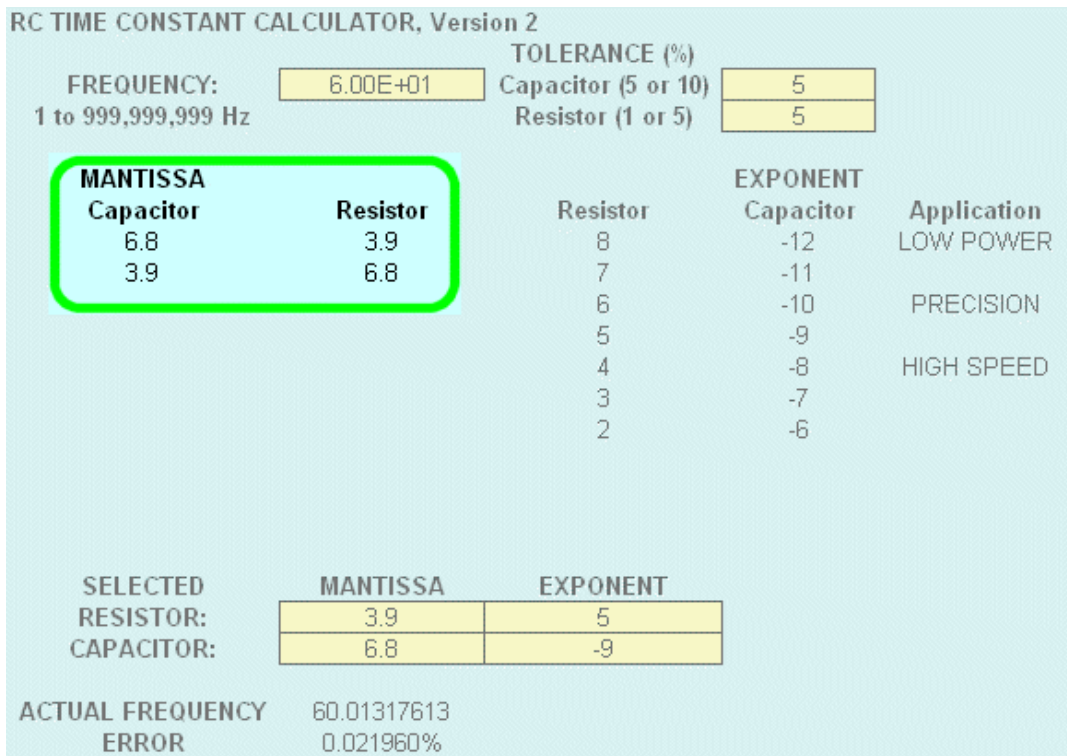 RC TIME CONSTANT CALCULATOR, Version 2
TOLERANCE (%)
FREQUENCY: 6.00E+01 Capacitor (5 or 10) 5
1 to 999,999,999 Hz Resistor (1 or 5) 5
MANTISSA EXPONENT
Capacitor Resistor Resistor Capacitor Application
6.8 3.9 8 -12 LOW POWER
3.9 6.8 7 -11
6 -10 PRECISION
5 -9
4 -8 HIGH SPEED
3 -7
2 -6
SELECTED MANTISSA EXPONENT
RESISTOR: 3.9 5
CAPACITOR: 6.8 -9
ACTUAL FREQUENCY 60.01317613
ERROR 0.021960%